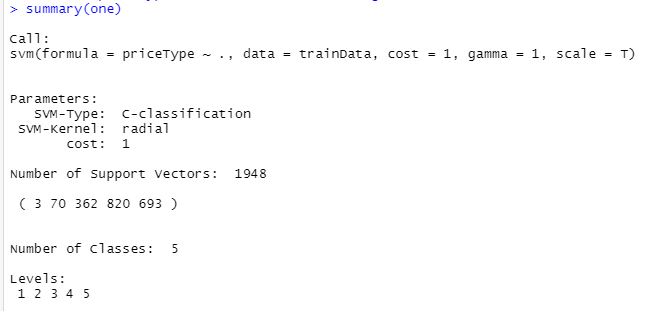 > summary(one)
Call:
svm(formula = priceType ~ ., data = trainData, cost = 1, gamma = 1, scale = T)
Parameters:
SVM-Type: C-classification
SVM-Kernel: radial
cost: 1
Number of Support Vectors: 1948
( 3 70 362 820 693 )
Number of Classes: 5
Levels:
1 2 3 4 5